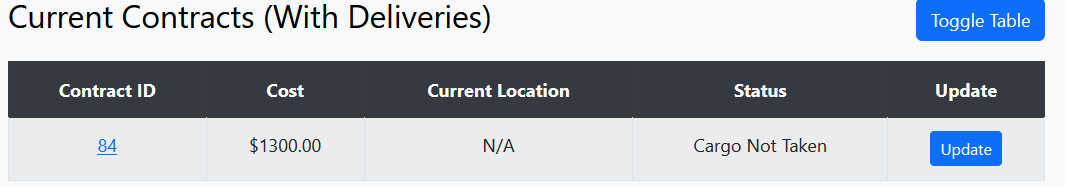 Current Contracts (With Deliveries)
Toggle Table
Contract ID Cost Current Location Status Update
84 $1300.00 N/A Cargo Not Taken Update